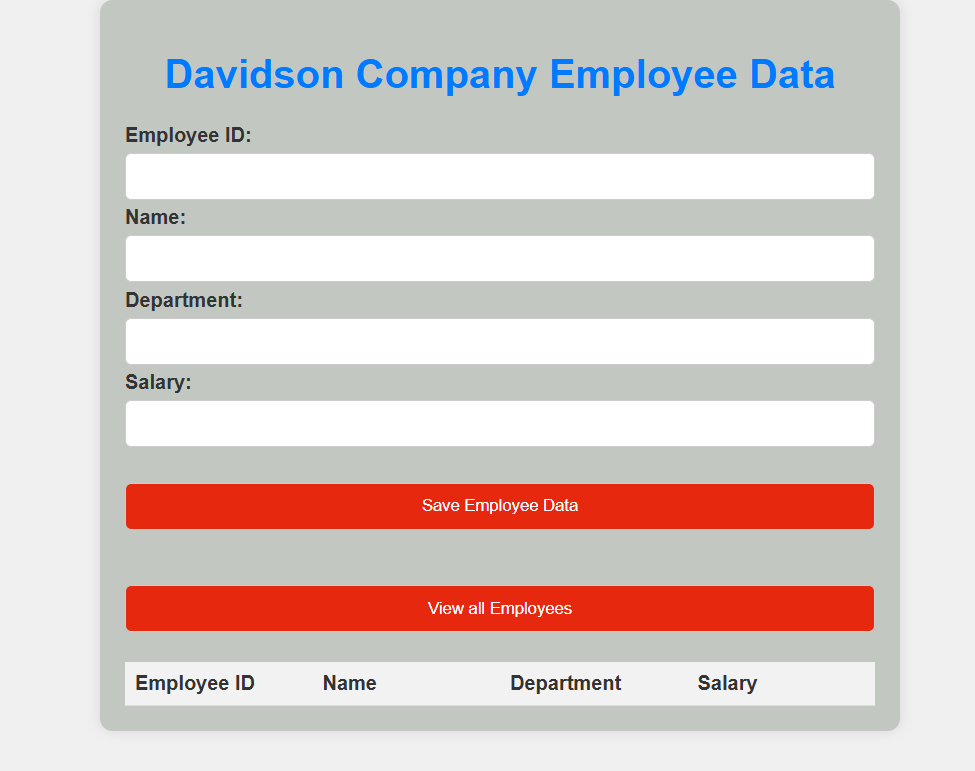 Davidson Company Employee Data
Employee ID:
Name:
Department:
Salary:
Save Employee Data
View all Employees
Employee ID Name Department Salary